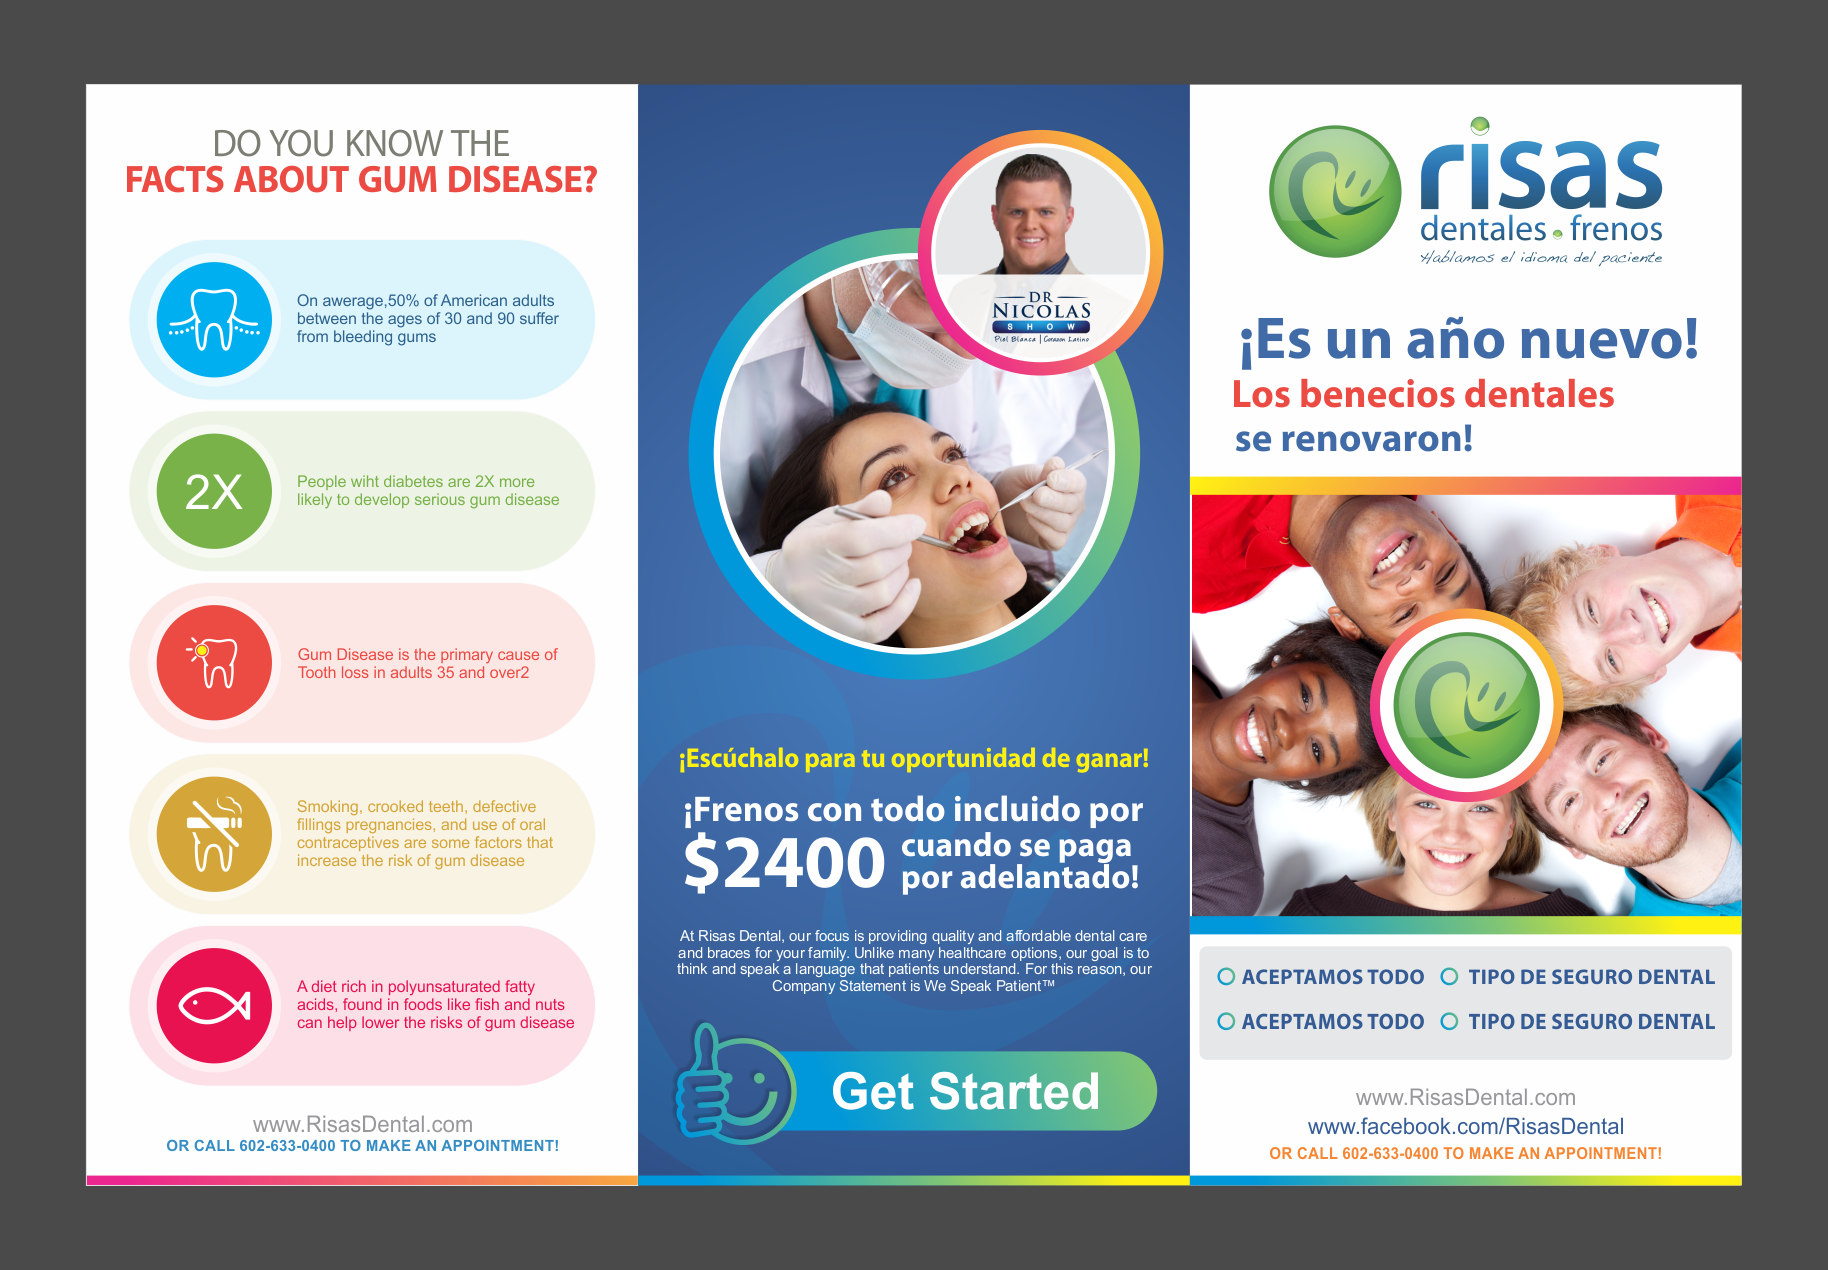 DO YOU KNOW THE
FACTS ABOUT GUM DISEASE?
On awerage,50% of American adults
between the ages of 30 and 90 suffer
from bleeding gums
2X
People wiht diabetes are 2X more
likely to develop serious gum disease
Gum Disease is the primary cause of
Tooth loss in adults 35 and over2
Smoking, crooked teeth, defective
fillings pregnancies, and use of oral
contraceptives are some factors that
increase the risk of gum disease
A diet rich in polyunsaturated fatty
acids, found in foods like fish and nuts
can help lower the risks of gum disease
www.RisasDental.com
OR CALL 602-633-0400 TO MAKE AN APPOINTMENT!
DR
NICOLAS
SHOW
Piel Blanca | Corazon Latino
¡Escúchalo para tu oportunidad de ganar!
¡Frenos con todo incluido por
$2400 cuando se paga
por adelantado!
At Risas Dental, our focus is providing quality and affordable dental care
and braces for your family. Unlike many healthcare options, our goal is to
think and speak a language that patients understand. For this reason, our
Company Statement is We Speak Patient™
Get Started
risas
dentales • frenos
Hablamos el idioma del paciente
¡Es un año nuevo!
Los benecios dentales
se renovaron!
ACEPTAMOS TODO TIPO DE SEGURO DENTAL
ACEPTAMOS TODO TIPO DE SEGURO DENTAL
www.RisasDental.com
www.facebook.com/RisasDental
OR CALL 602-633-0400 TO MAKE AN APPOINTMENT!